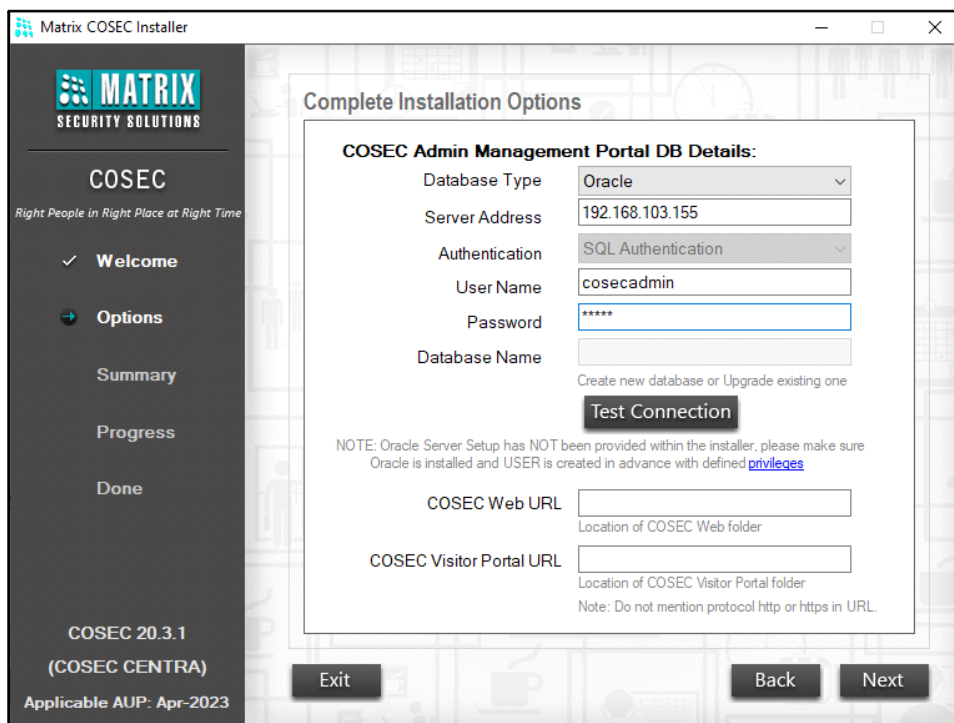 Matrix COSEC Installer
MATRIX
SECURITY SOLUTIONS
COSEC
Right People in Right Place at Right Time
Welcome
Options
Summary
Progress
Done
COSEC 20.3.1
(COSEC CENTRA)
Applicable AUP: Apr-2023
Complete Installation Options
COSEC Admin Management Portal DB Details:
Database Type Oracle
Server Address 192.168.103.155
Authentication SQL Authentication
User Name cosecadmin
Password *****
Database Name
Create new database or Upgrade existing one
Test Connection
NOTE: Oracle Server Setup has NOT been provided within the installer, please make sure
Oracle is installed and USER is created in advance with defined privileges
COSEC Web URL
Location of COSEC Web folder
COSEC Visitor Portal URL
Location of COSEC Visitor Portal folder
Note: Do not mention protocol http or https in URL.
Exit Back Next